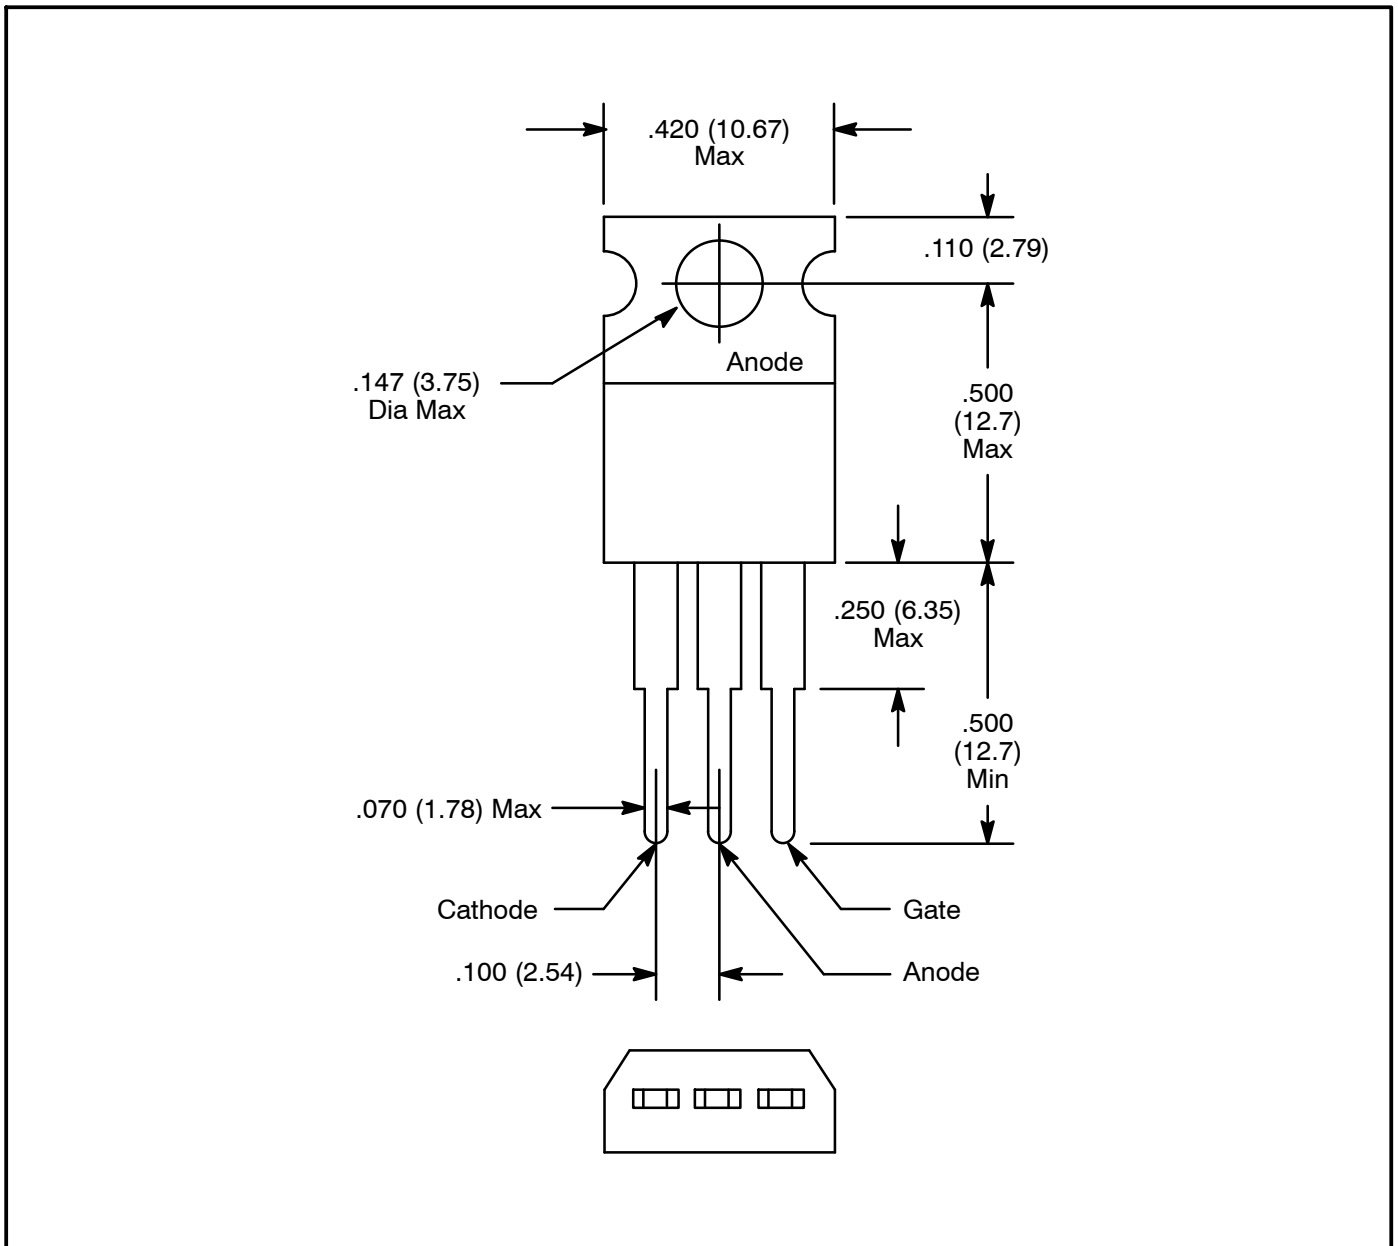 .420 (10.67)
Max
.110 (2.79)
Anode
.147 (3.75)
Dia Max
.500
(12.7)
Max
.250 (6.35)
Max
.500
(12.7)
Min
.070 (1.78) Max
Cathode
Gate
.100 (2.54)
Anode